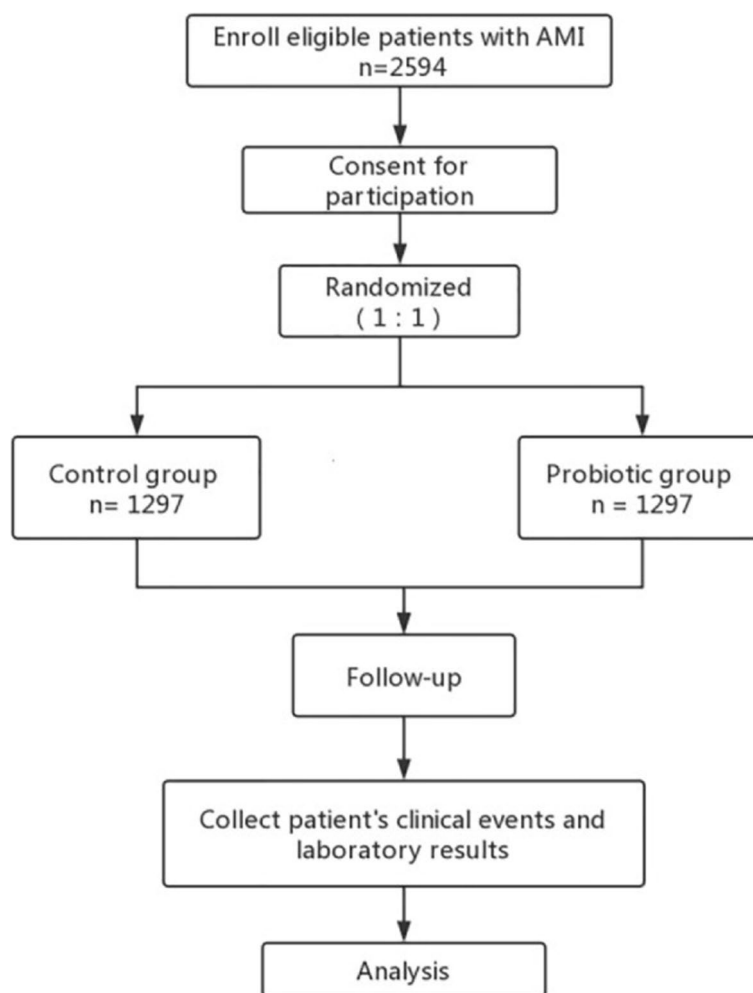 Enroll eligible patients with AMI
n=2594
Consent for
participation
Randomized
( 1 : 1 )
Control group
n= 1297
Probiotic group
n = 1297
Follow-up
Collect patient's clinical events and
laboratory results
Analysis